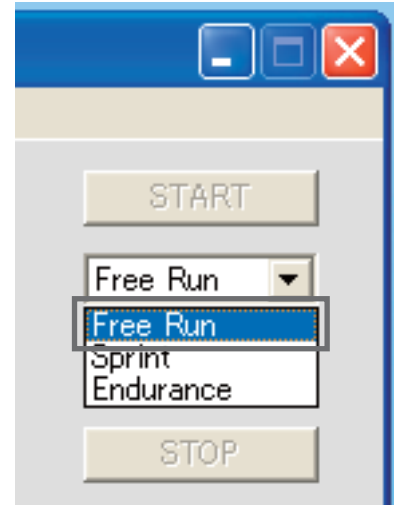 START
Free Run
Free Run
Sprint
Endurance
STOP